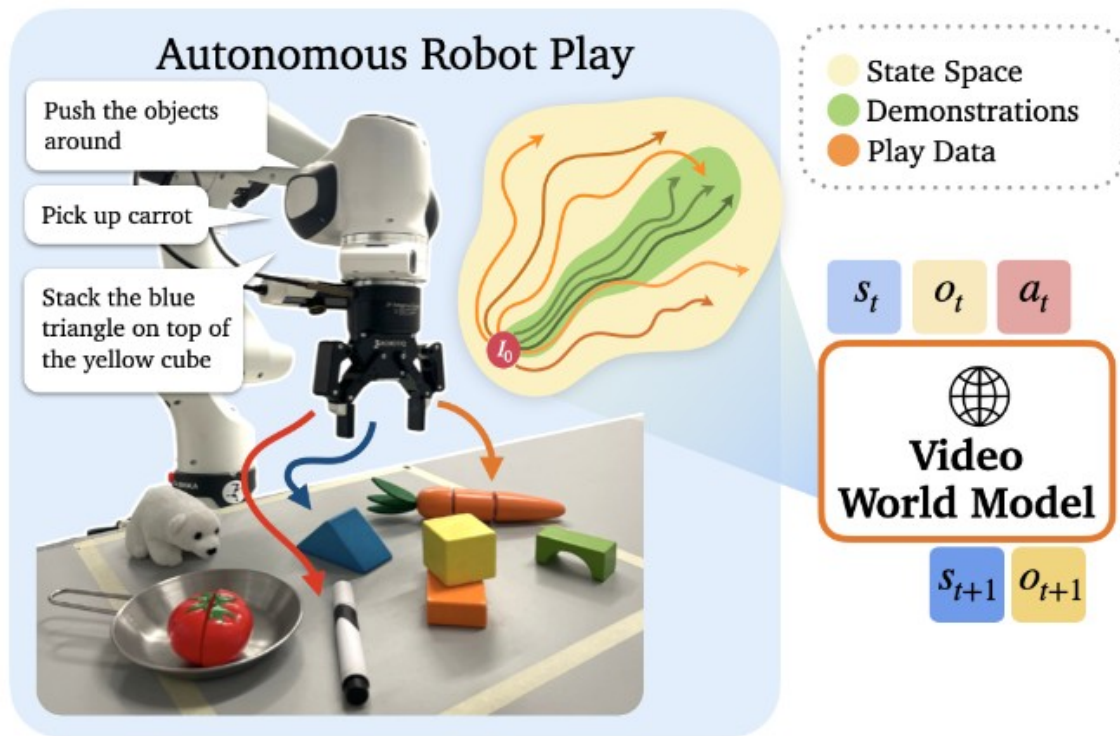 Autonomous Robot Play
Push the objects
around
Pick up carrot
Stack the blue
triangle on top of
the yellow cube
I₀
State Space
Demonstrations
Play Data
sₜ oₜ aₜ
Video
World Model
sₜ₊₁ oₜ₊₁